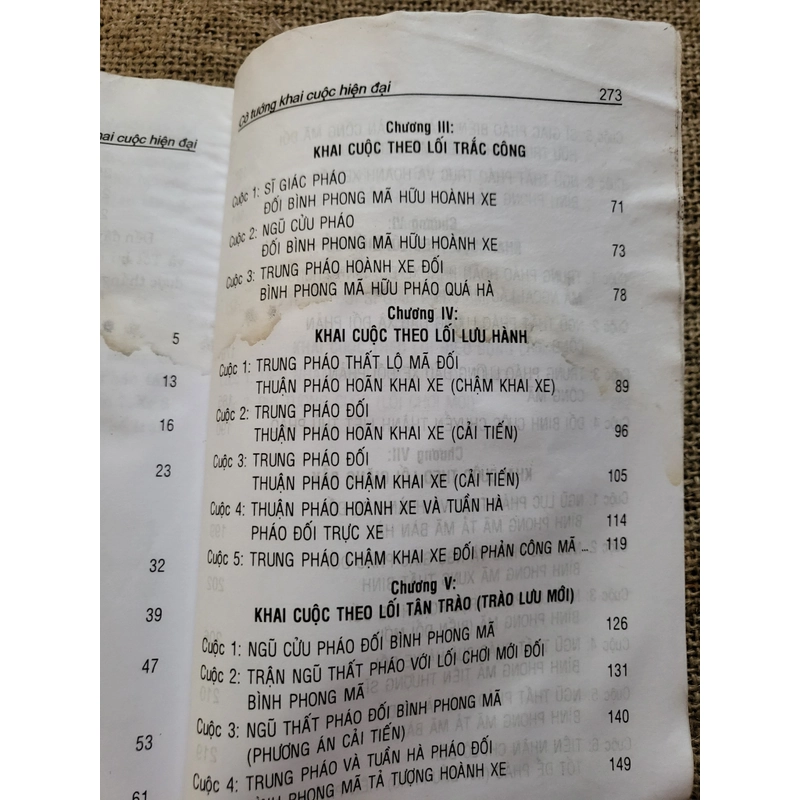 hai cuộc hiện đại
5
13
16
23
32
39
47
53
61
Cờ tướng khai cuộc hiện đại 273
Chương III:
KHAI CUỘC THEO LỐI TRẮC CÔNG
Cuộc 1: SĨ GIÁC PHÁO
ĐỐI BÌNH PHONG MÃ HỮU HOÀNH XE 71
Cuộc 2: NGŨ CỬU PHÁO
ĐỐI BÌNH PHONG MÃ HỮU HOÀNH XE 73
Cuộc 3: TRUNG PHÁO HOÀNH XE ĐỐI
BÌNH PHONG MÃ HỮU PHÁO QUÁ HÀ 78
Chương IV:
KHAI CUỘC THEO LỐI LƯU HÀNH
Cuộc 1: TRUNG PHÁO THẤT LỘ MÃ ĐỐI
THUẬN PHÁO HOÃN KHAI XE (CHẬM KHAI XE) 89
Cuộc 2: TRUNG PHÁO ĐỐI
THUẬN PHÁO HOÃN KHAI XE (CẢI TIẾN) 96
Cuộc 3: TRUNG PHÁO ĐỐI
THUẬN PHÁO CHẬM KHAI XE (CẢI TIẾN) 105
Cuộc 4: THUẬN PHÁO HOÀNH XE VÀ TUẦN HÀ
PHÁO ĐỐI TRỰC XE 114
Cuộc 5: TRUNG PHÁO CHẬM KHAI XE ĐỐI PHẢN CÔNG MÃ ... 119
Chương V:
KHAI CUỘC THEO LỐI TÂN TRÀO (TRÀO LƯU MỚI)
Cuộc 1: NGŨ CỬU PHÁO ĐỐI BÌNH PHONG MÃ 126
Cuộc 2: TRẬN NGŨ THẤT PHÁO VỚI LỐI CHƠI MỚI ĐỐI
BÌNH PHONG MÃ 131
Cuộc 3: NGŨ THẤT PHÁO ĐỐI BÌNH PHONG MÃ
(PHƯƠNG ÁN CẢI TIẾN) 140
Cuộc 4: TRUNG PHÁO VÀ TUẦN HÀ PHÁO ĐỐI
BÌNH PHONG MÃ TẢ TƯỢNG HOÀNH XE 149